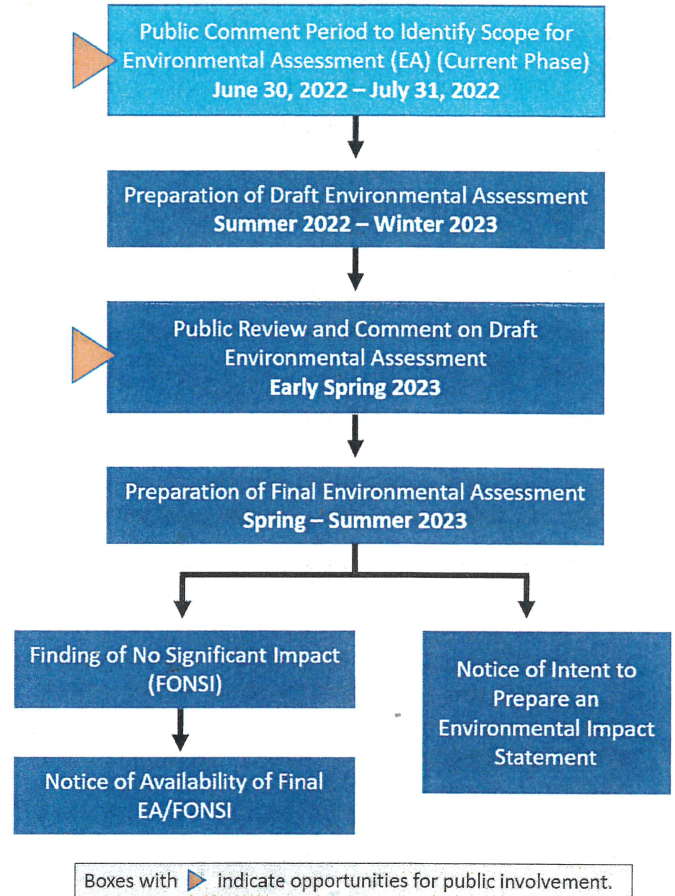 Public Comment Period to Identify Scope for
Environmental Assessment (EA) (Current Phase)
June 30, 2022 – July 31, 2022
Preparation of Draft Environmental Assessment
Summer 2022 – Winter 2023
Public Review and Comment on Draft
Environmental Assessment
Early Spring 2023
Preparation of Final Environmental Assessment
Spring – Summer 2023
Finding of No Significant Impact
(FONSI)
Notice of Intent to
Prepare an
Environmental Impact
Statement
Notice of Availability of Final
EA/FONSI
Boxes with indicate opportunities for public involvement.